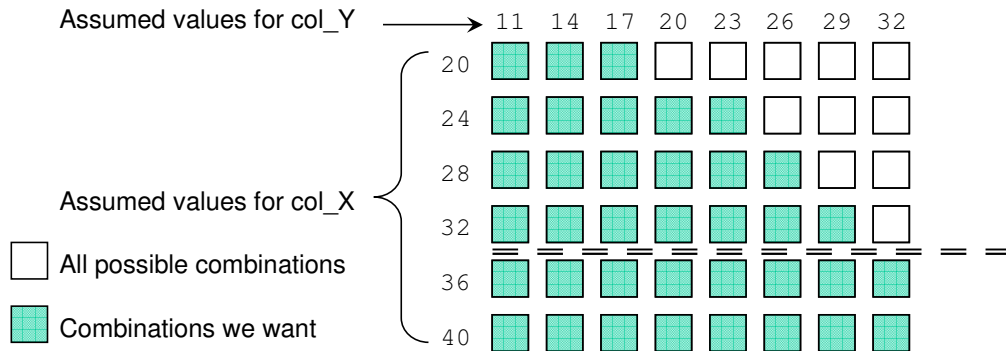 Assumed values for col_Y
11 14 17 20 23 26 29 32
20
24
28
Assumed values for col_X
32
All possible combinations
36
Combinations we want
40